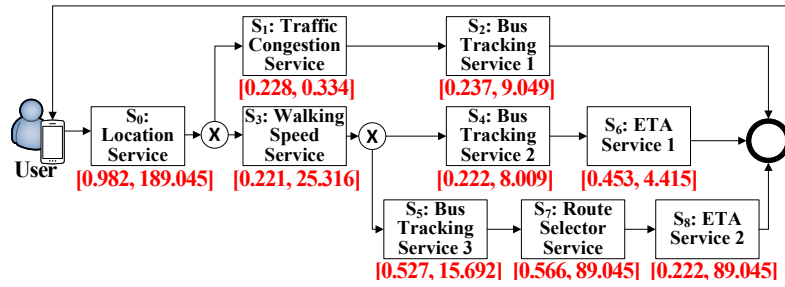 S1: Traffic
Congestion
Service
[0.228, 0.334]
S2: Bus
Tracking
Service 1
[0.237, 9.049]
User
S0:
Location
Service
[0.982, 189.045]
X
S3: Walking
Speed
Service
[0.221, 25.316]
X
S4: Bus
Tracking
Service 2
[0.222, 8.009]
S6: ETA
Service 1
[0.453, 4.415]
S5: Bus
Tracking
Service 3
[0.527, 15.692]
S7: Route
Selector
Service
[0.566, 89.045]
S8: ETA
Service 2
[0.222, 89.045]